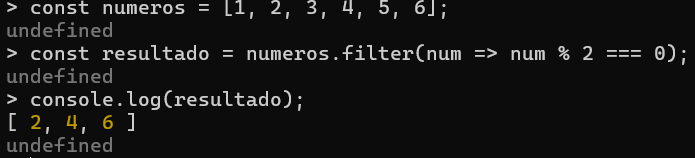 > const numeros = [1, 2, 3, 4, 5, 6];
undefined
> const resultado = numeros.filter(num => num % 2 === 0);
undefined
> console.log(resultado);
[ 2, 4, 6 ]
undefined